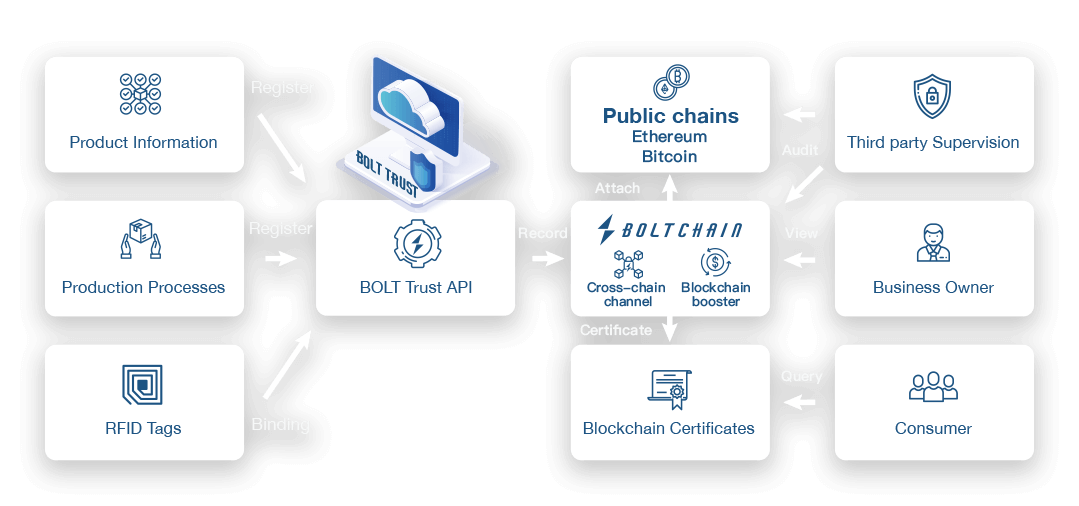 Product Information
Register
Production Processes
Register
RFID Tags
Binding
BOLT TRUST
BOLT Trust API
Record
Public chains
Ethereum
Bitcoin
Attach
BOLTCHAIN
Cross-chain
channel
Blockchain
booster
Certificate
Blockchain Certificates
Third party Supervision
Audit
View
Business Owner
Query
Consumer